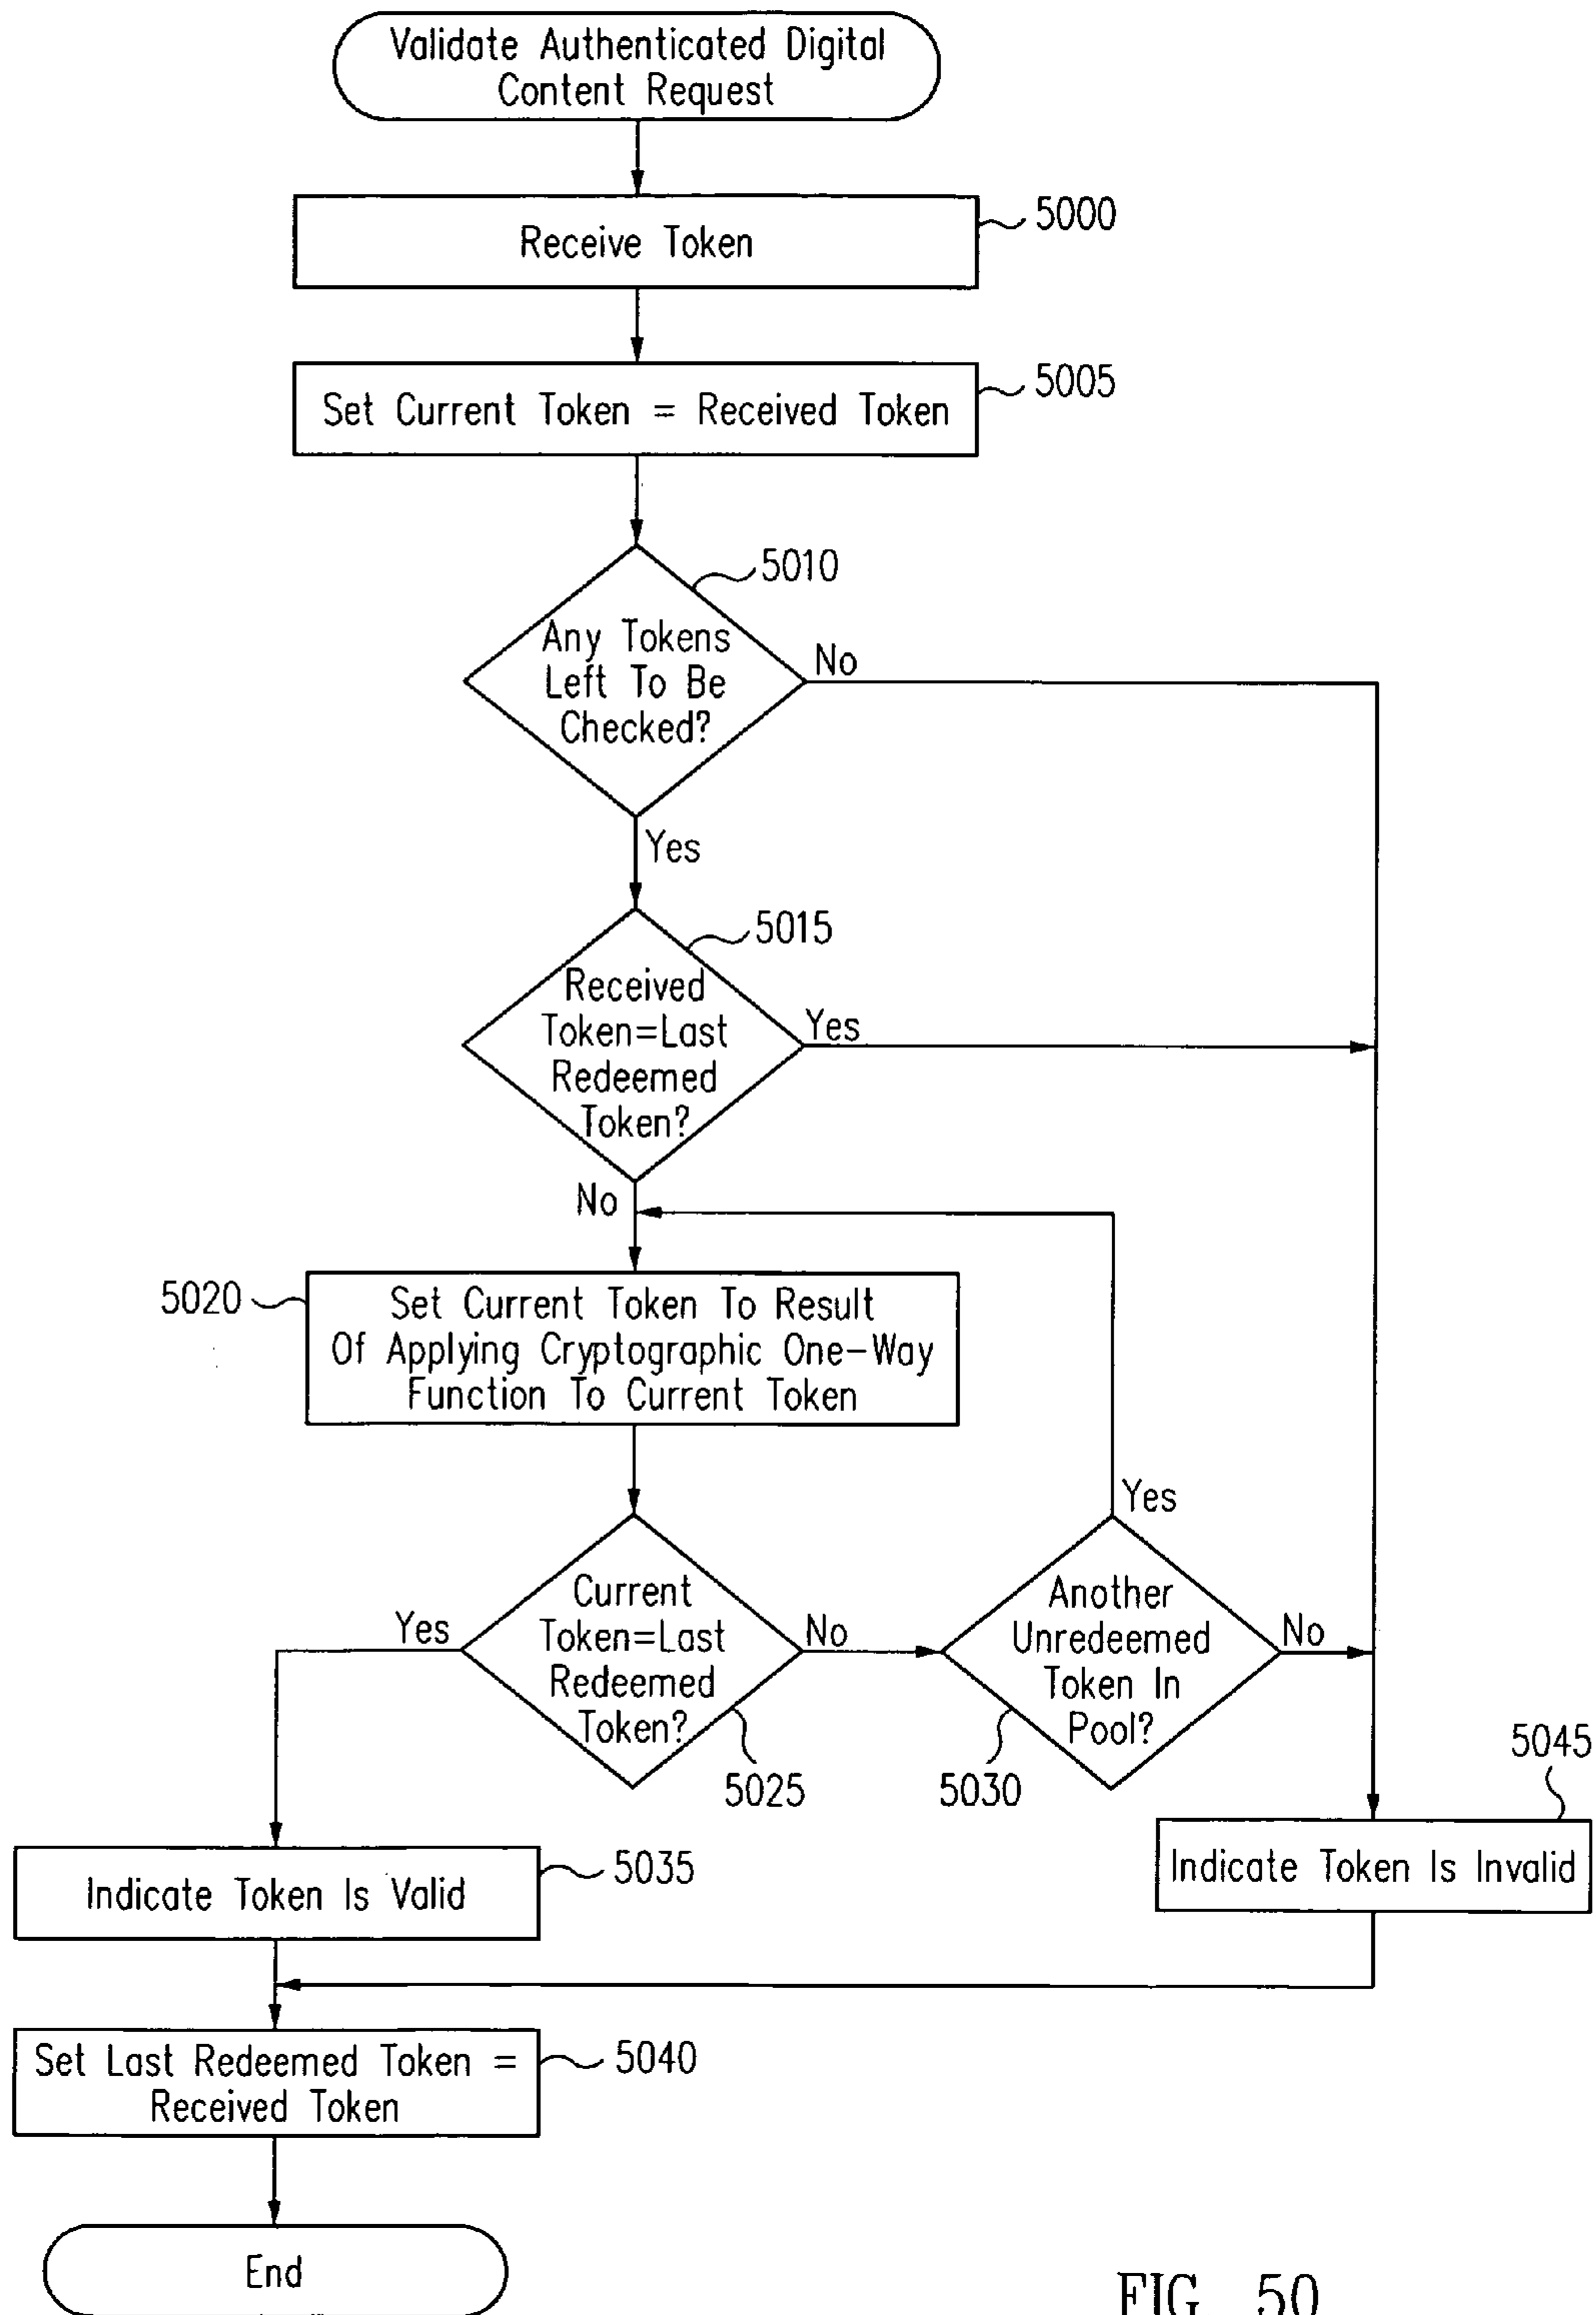 Validate Authenticated Digital
Content Request
5000
Receive Token
5005
Set Current Token = Received Token
5010
Any Tokens
Left To Be
Checked?
No
Yes
5015
Received
Token=Last
Redeemed
Token?
Yes
No
5020
Set Current Token To Result
Of Applying Cryptographic One-Way
Function To Current Token
Yes
Current
Token=Last
Redeemed
Token?
Yes
No
5025
Another
Unredeemed
Token In
Pool?
No
5030
5045
Indicate Token Is Valid
5035
Indicate Token Is Invalid
Set Last Redeemed Token =
Received Token
5040
End
FIG. 50